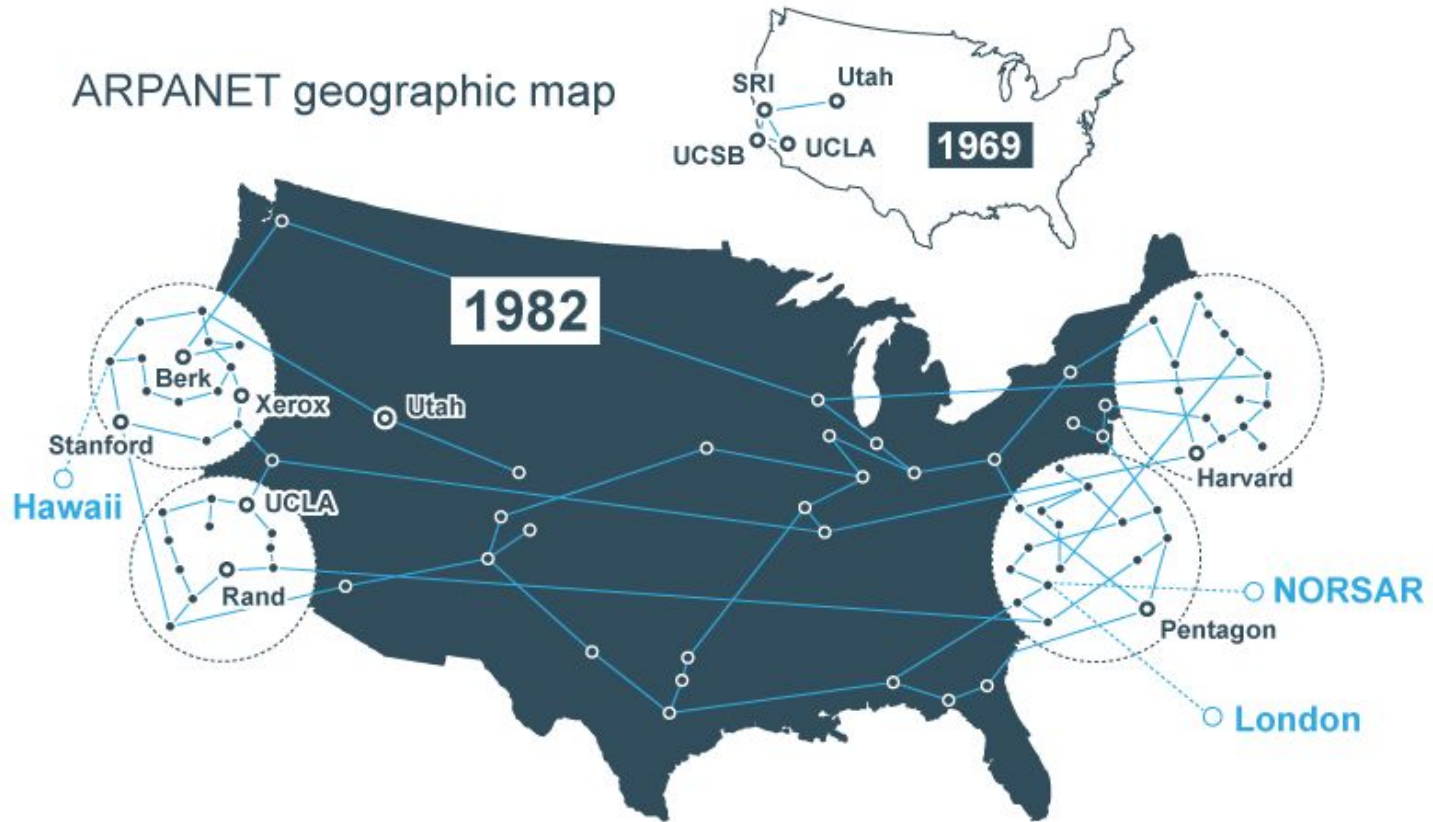 ARPANET geographic map
SRI
Utah
UCSB
UCLA
1969
1982
Berk
Xerox
Utah
Stanford
Hawaii
UCLA
Rand
Harvard
NORSAR
Pentagon
London